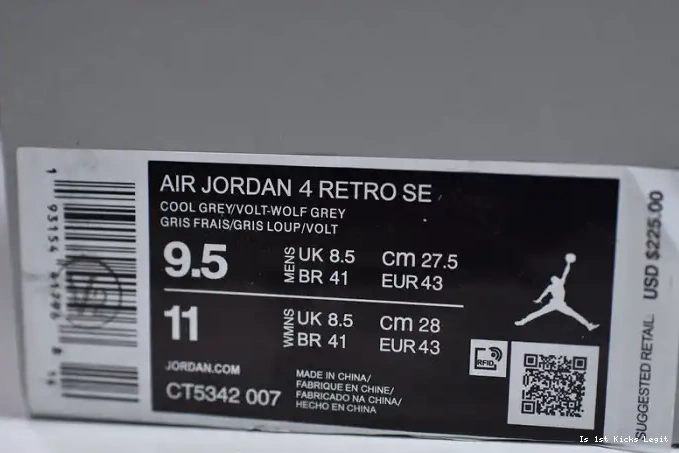 AIR JORDAN 4 RETRO SE
COOL GREY/VOLT-WOLF GREY
GRIS FRAIS/GRIS LOUP/VOLT
9.5
MENS
UK 8.5 cm 27.5
BR 41 EUR 43
11
WMNS
UK 8.5 cm 28
BR 41 EUR 43
JORDAN.COM
CT5342 007
MADE IN CHINA/
FABRIQUE EN CHINE/
FABRICADO NA CHINA/
HECHO EN CHINA
RFID
SUGGESTED RETAIL: USD $225.00
Is 1st Kicks Legit